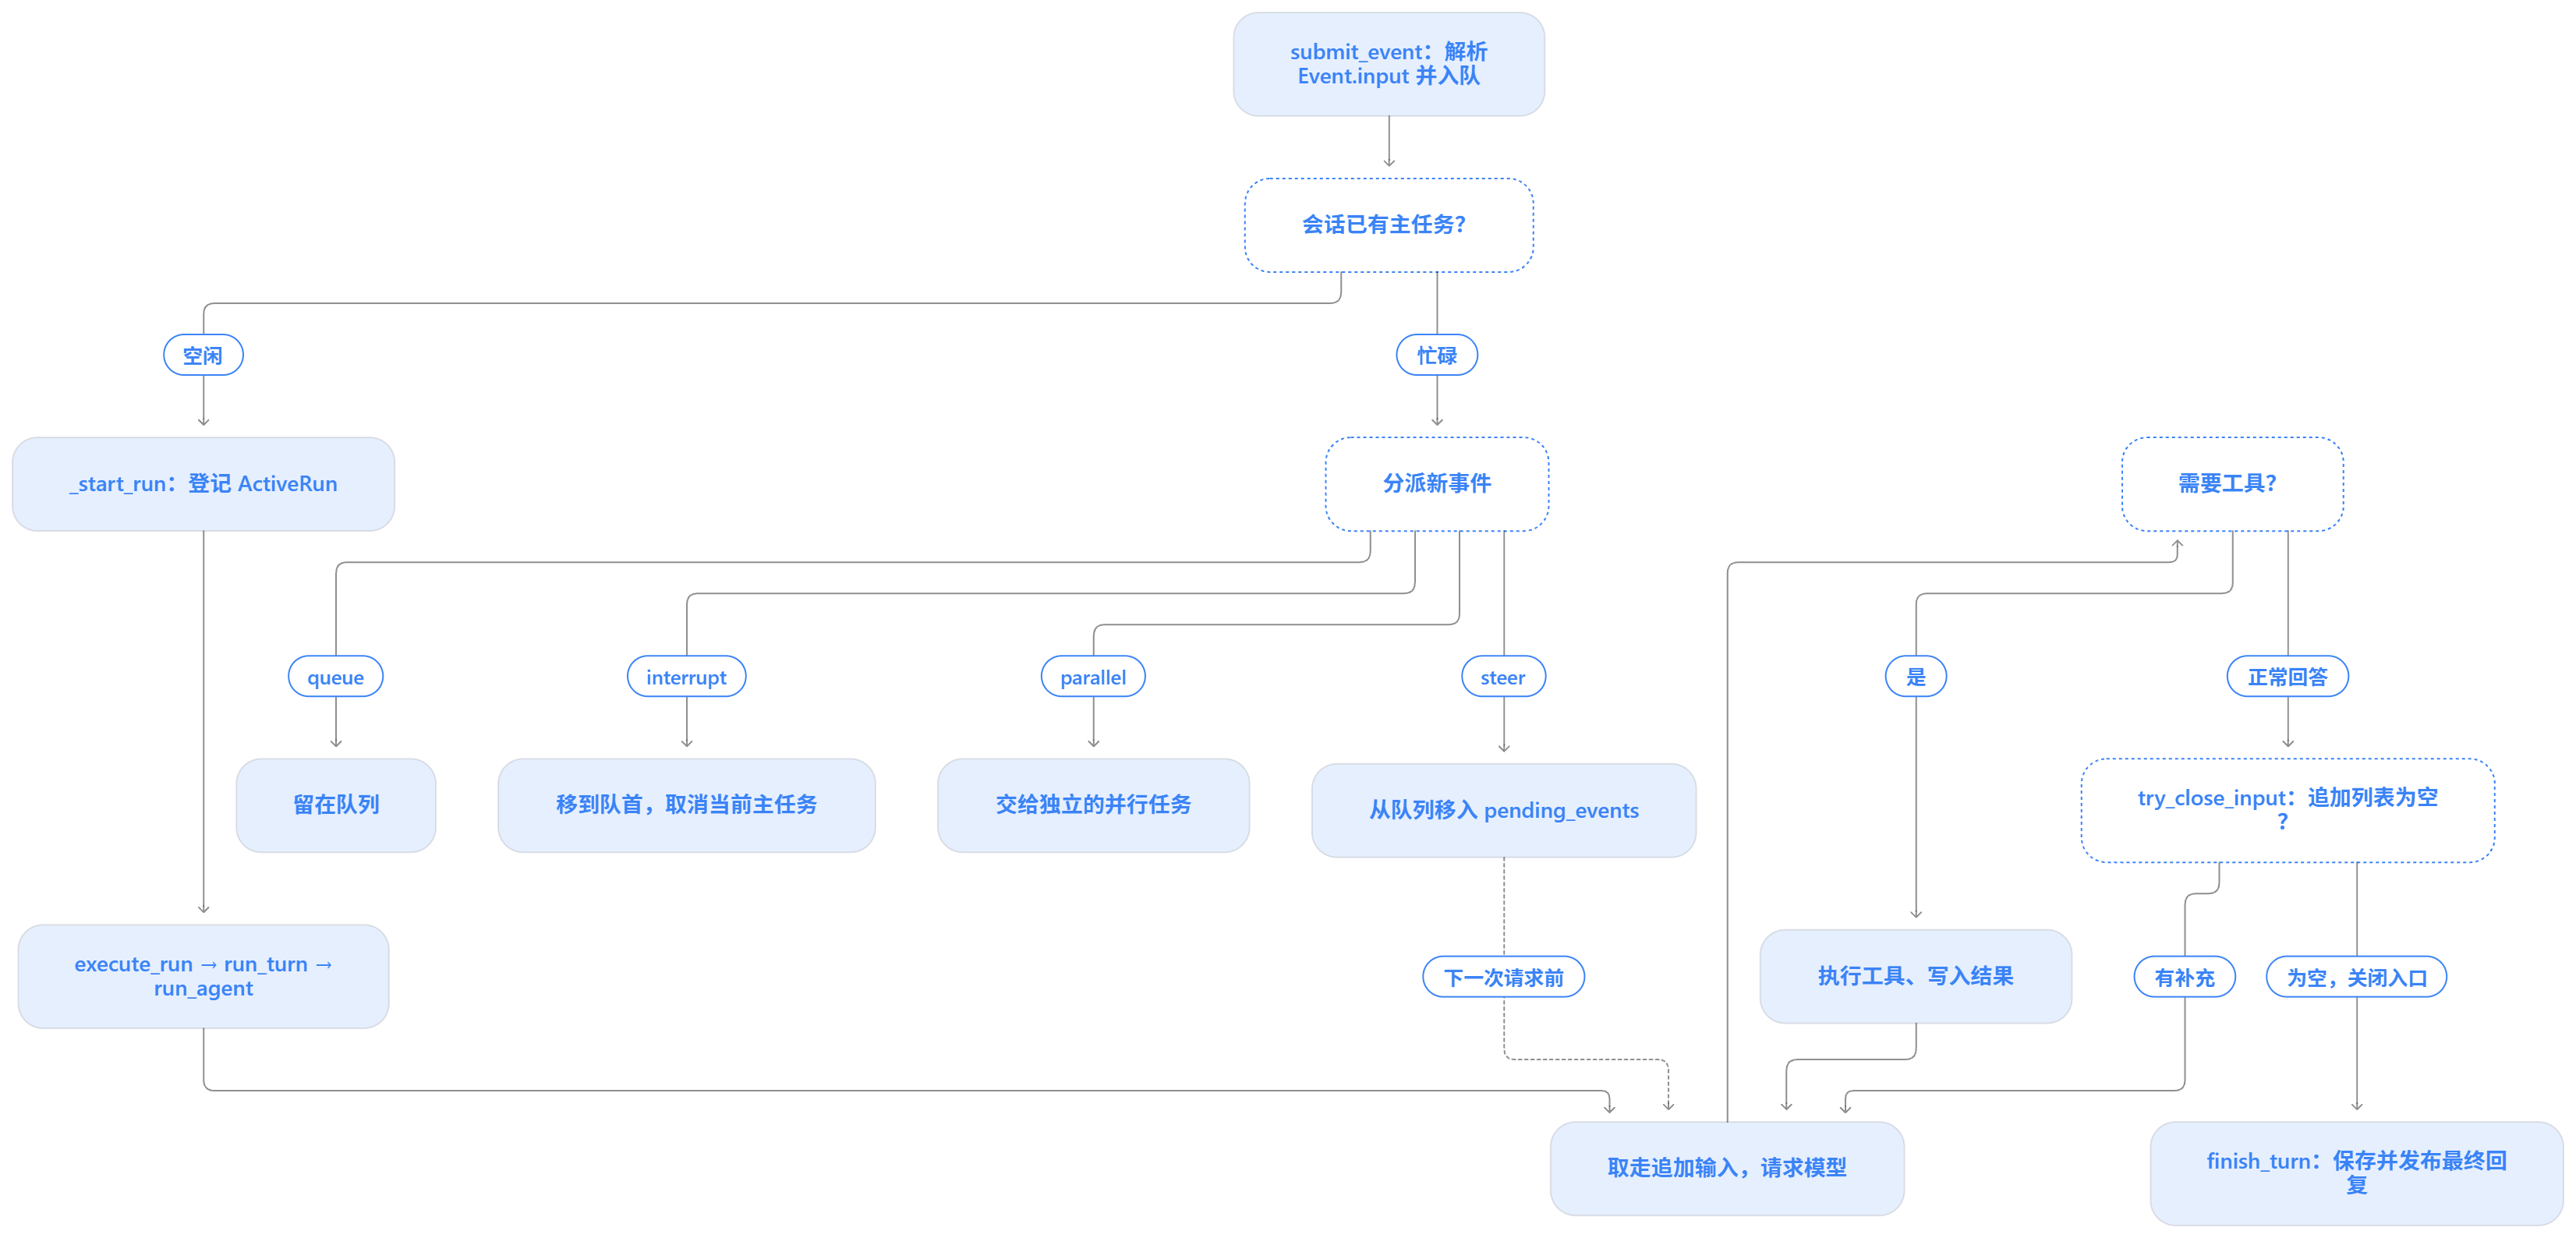 submit_event：解析
Event.input 并入队
会话已有主任务？
空闲
忙碌
_start_run：登记 ActiveRun
分派新事件
需要工具？
queue
interrupt
parallel
steer
是
正常回答
留在队列
移到队首，取消当前主任务
交给独立的并行任务
从队列移入 pending_events
try_close_input：追加列表为空
？
execute_run → run_turn →
run_agent
下一次请求前
执行工具、写入结果
有补充
为空，关闭入口
取走追加输入，请求模型
finish_turn：保存并发布最终回
复